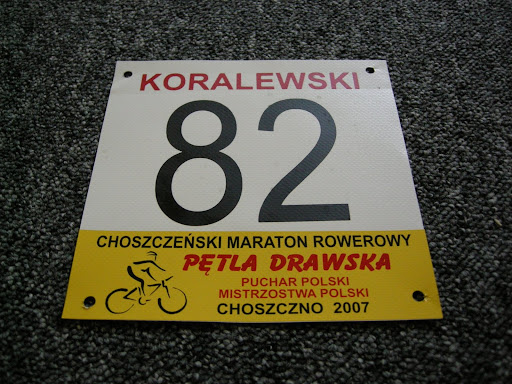 KORALEWSKI
82
CHOSZCZEŃSKI MARATON ROWEROWY
PĘTLA DRAWSKA
PUCHAR POLSKI
MISTRZOSTWA POLSKI
CHOSZCZNO 2007